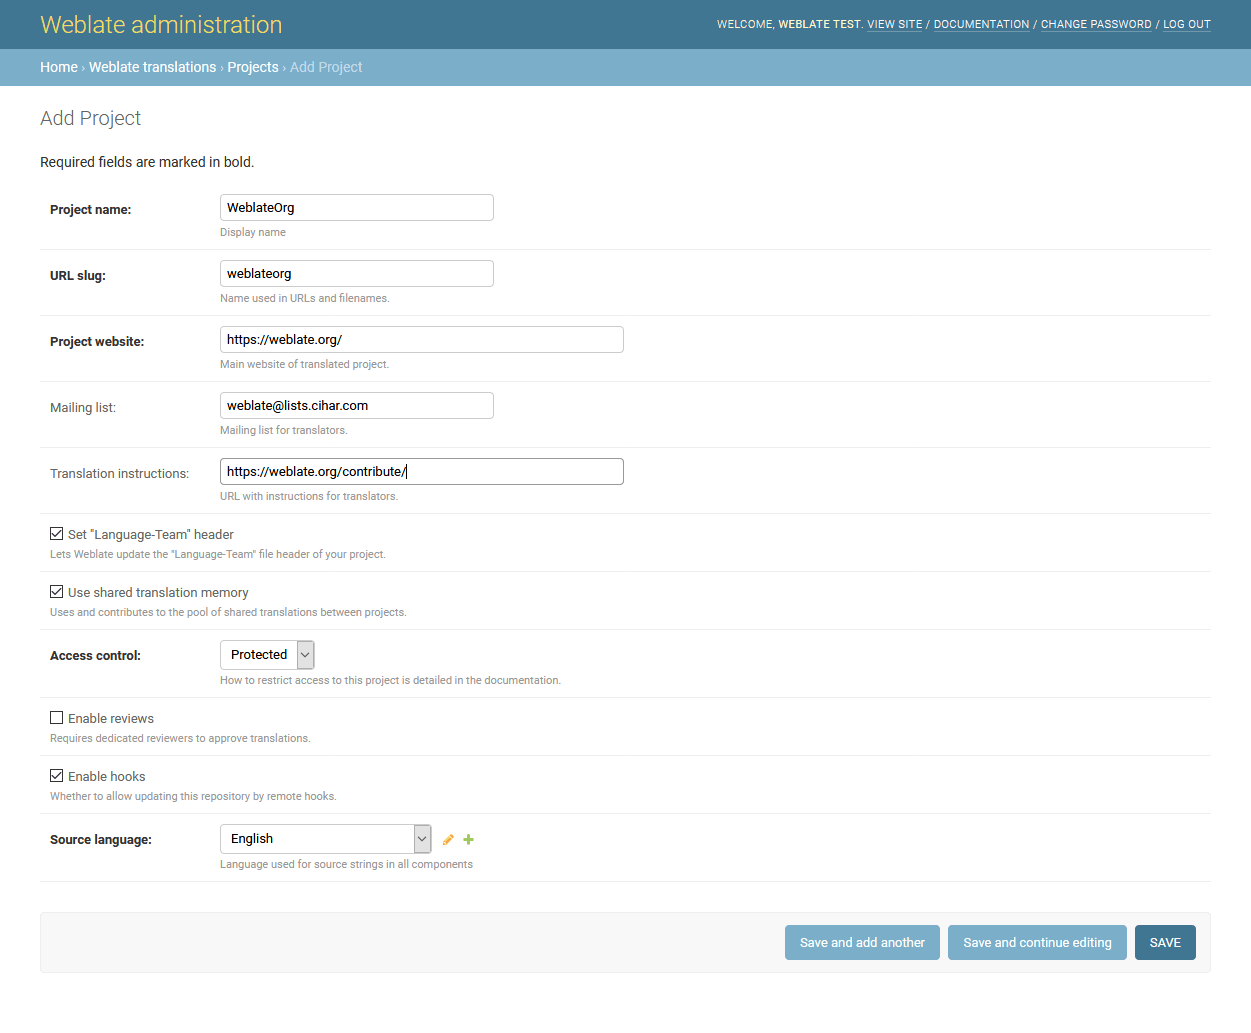 Weblate administration
WELCOME, WEBLATE TEST. VIEW SITE / DOCUMENTATION / CHANGE PASSWORD / LOG OUT
Home › Weblate translations › Projects › Add Project
Add Project
Required fields are marked in bold.
Project name:
WeblateOrg
Display name
URL slug:
weblateorg
Name used in URLs and filenames.
Project website:
https://weblate.org/
Main website of translated project.
Mailing list:
weblate@lists.cihar.com
Mailing list for translators.
Translation instructions:
https://weblate.org/contribute/
URL with instructions for translators.
Set "Language-Team" header
Lets Weblate update the "Language-Team" file header of your project.
Use shared translation memory
Uses and contributes to the pool of shared translations between projects.
Access control:
Protected
How to restrict access to this project is detailed in the documentation.
Enable reviews
Requires dedicated reviewers to approve translations.
Enable hooks
Whether to allow updating this repository by remote hooks.
Source language:
English
Language used for source strings in all components
Save and add another
Save and continue editing
SAVE